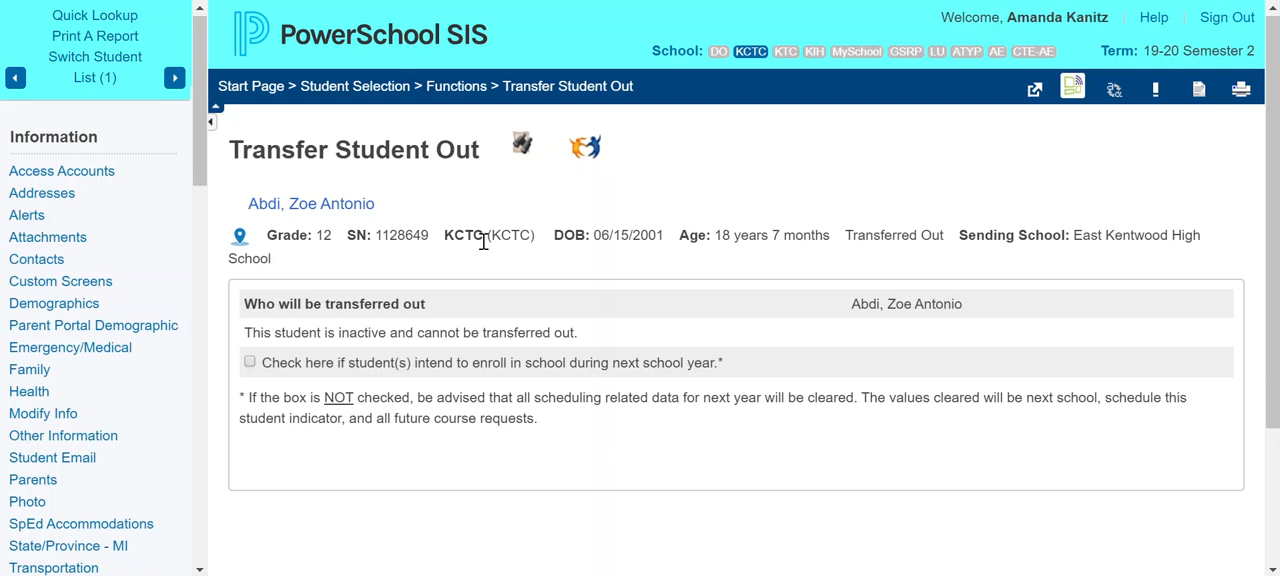 Quick Lookup
Print A Report
Switch Student
List (1)
Information
Access Accounts
Addresses
Alerts
Attachments
Contacts
Custom Screens
Demographics
Parent Portal Demographic
Emergency/Medical
Family
Health
Modify Info
Other Information
Student Email
Parents
Photo
SpEd Accommodations
State/Province - MI
Transportation
PowerSchool SIS
Welcome, Amanda Kanitz Help Sign Out
School: DO KCTC KTC KIH MySchool GSRP LU ATYP AE CTE-AE Term: 19-20 Semester 2
Start Page > Student Selection > Functions > Transfer Student Out
Transfer Student Out
Abdi, Zoe Antonio
Grade: 12 SN: 1128649 KCTC (KCTC) DOB: 06/15/2001 Age: 18 years 7 months Transferred Out Sending School: East Kentwood High
School
Who will be transferred out Abdi, Zoe Antonio
This student is inactive and cannot be transferred out.
Check here if student(s) intend to enroll in school during next school year.*
* If the box is NOT checked, be advised that all scheduling related data for next year will be cleared. The values cleared will be next school, schedule this
student indicator, and all future course requests.